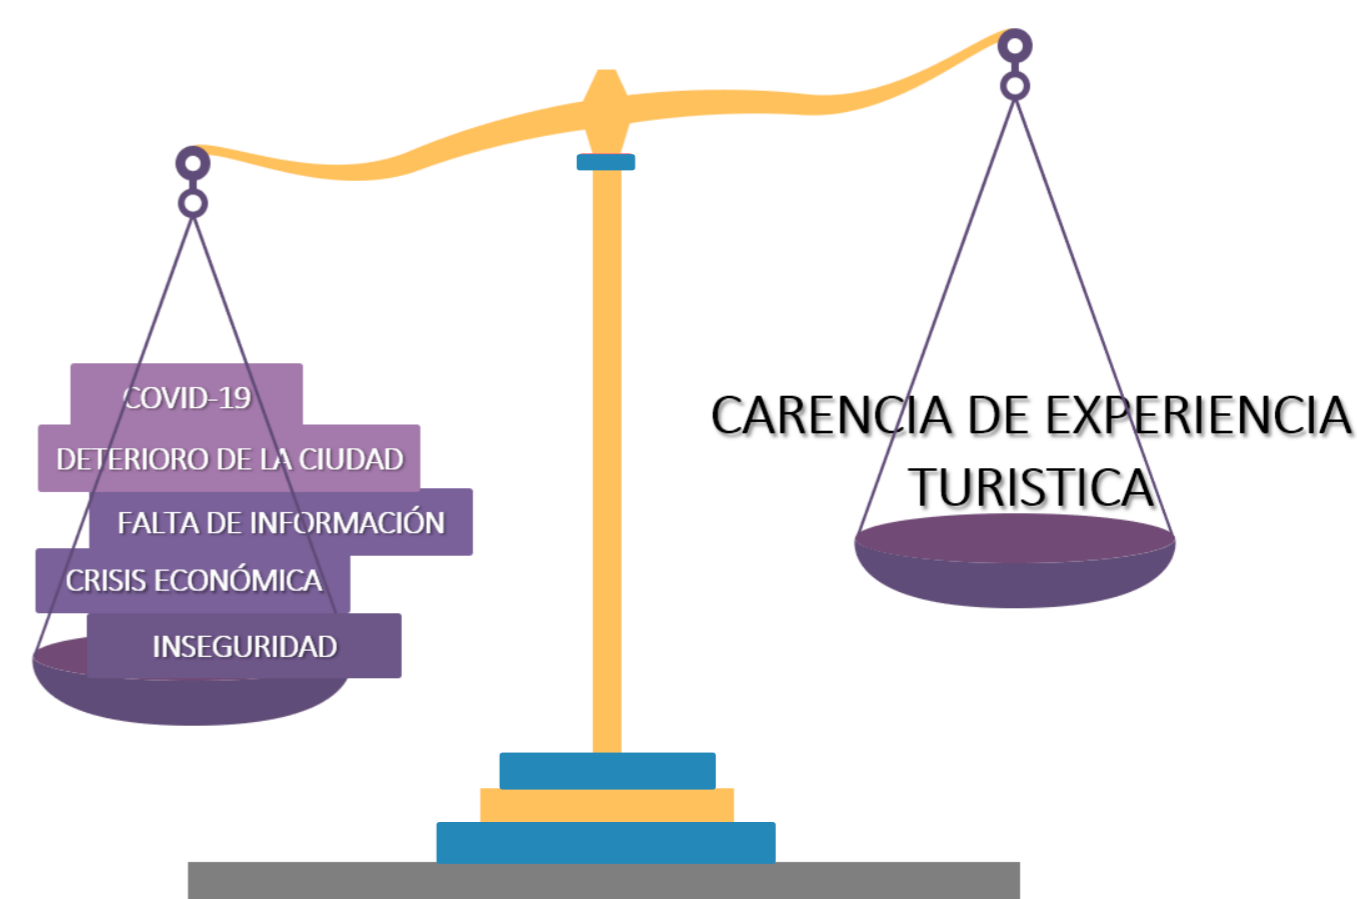 COVID-19
DETERIORO DE LA CIUDAD
FALTA DE INFORMACIÓN
CRISIS ECONÓMICA
INSEGURIDAD
CARENCIA DE EXPERIENCIA
TURISTICA